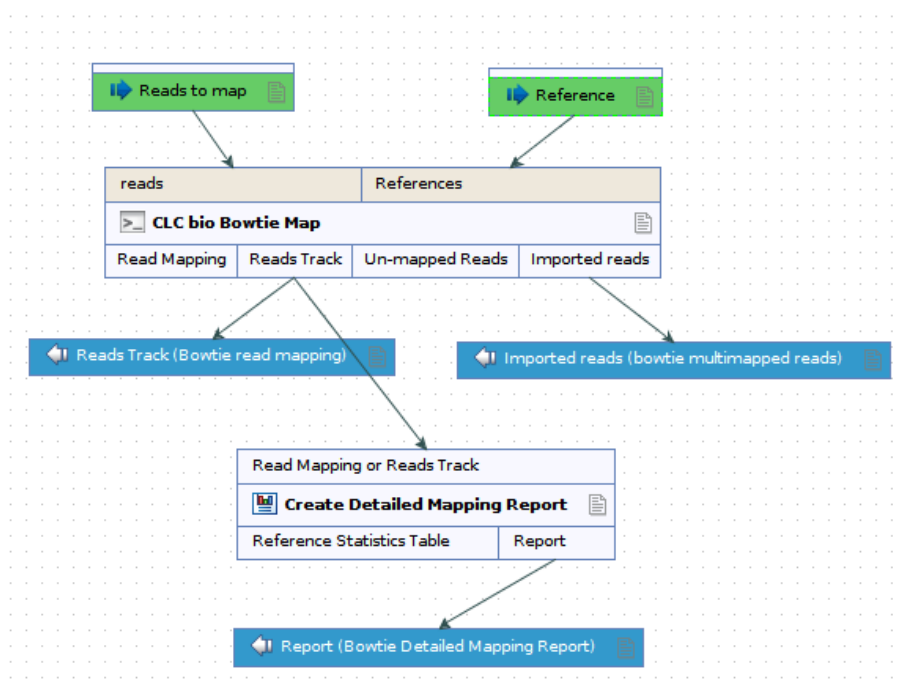 Reads to map
Reference
reads
References
>_ CLC bio Bowtie Map
Read Mapping
Reads Track
Un-mapped Reads
Imported reads
Reads Track (Bowtie read mapping)
Imported reads (bowtie multimapped reads)
Read Mapping or Reads Track
Create Detailed Mapping Report
Reference Statistics Table
Report
Report (Bowtie Detailed Mapping Report)